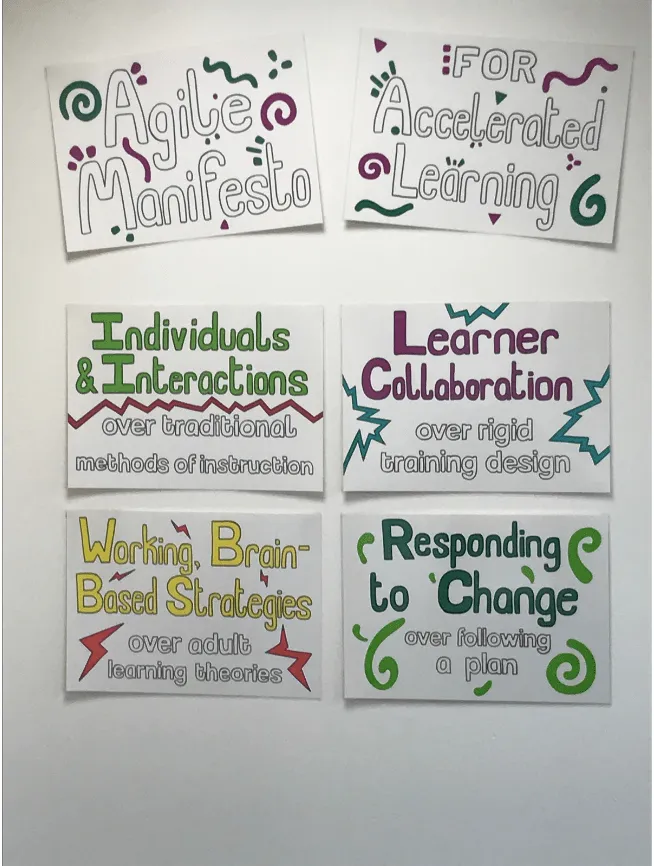 Agile
Manifesto
FOR
Accelerated
Learning
Individuals
& Interactions
over traditional
methods of instruction
Learner
Collaboration
over rigid
training design
Working, Brain-
Based Strategies
over adult
learning theories
Responding
to Change
over following
a plan